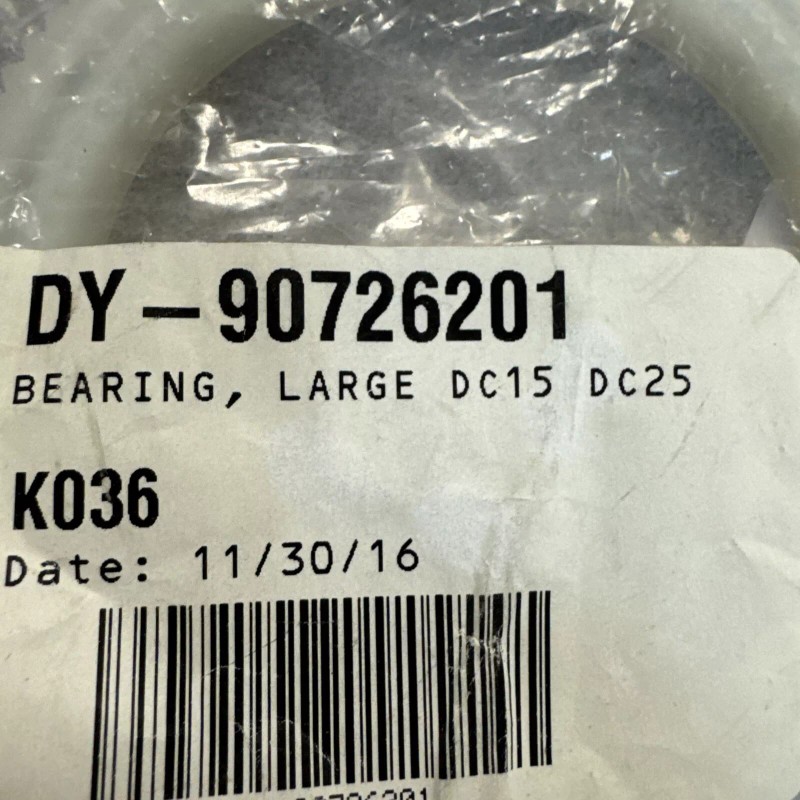 DY-90726201
BEARING, LARGE DC15 DC25
K036
Date: 11/30/16